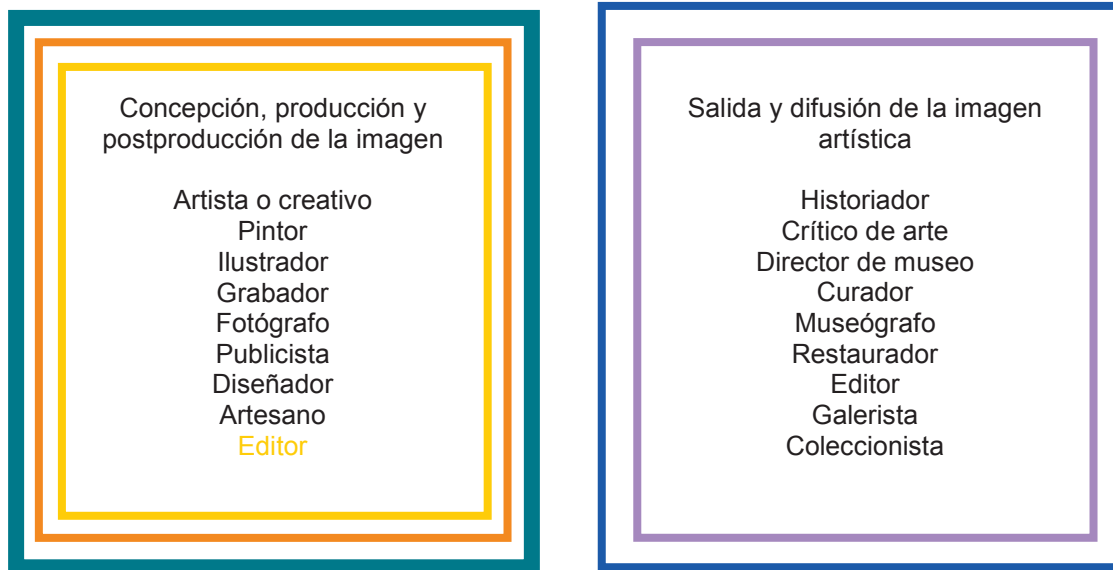 Concepción, producción y
postproducción de la imagen
Artista o creativo
Pintor
Ilustrador
Grabador
Fotógrafo
Publicista
Diseñador
Artesano
Editor
Salida y difusión de la imagen
artística
Historiador
Crítico de arte
Director de museo
Curador
Museógrafo
Restaurador
Editor
Galerista
Coleccionista